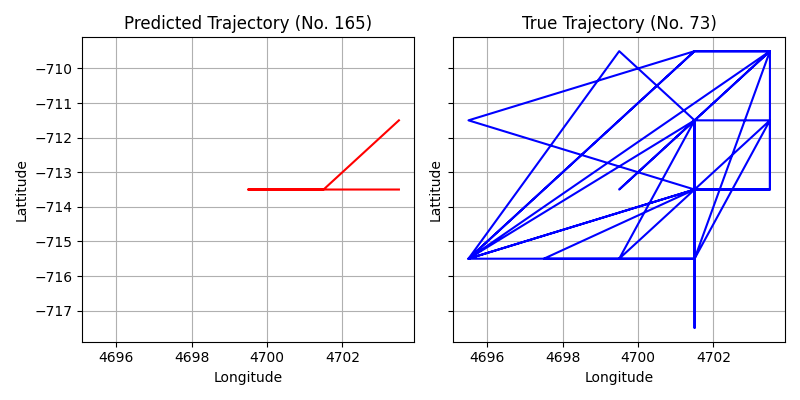 Predicted Trajectory (No. 165)
True Trajectory (No. 73)
Lattitude
−710
−711
−712
−713
−714
−715
−716
−717
4696
4698
4700
4702
Longitude
Lattitude
4696
4698
4700
4702
Longitude